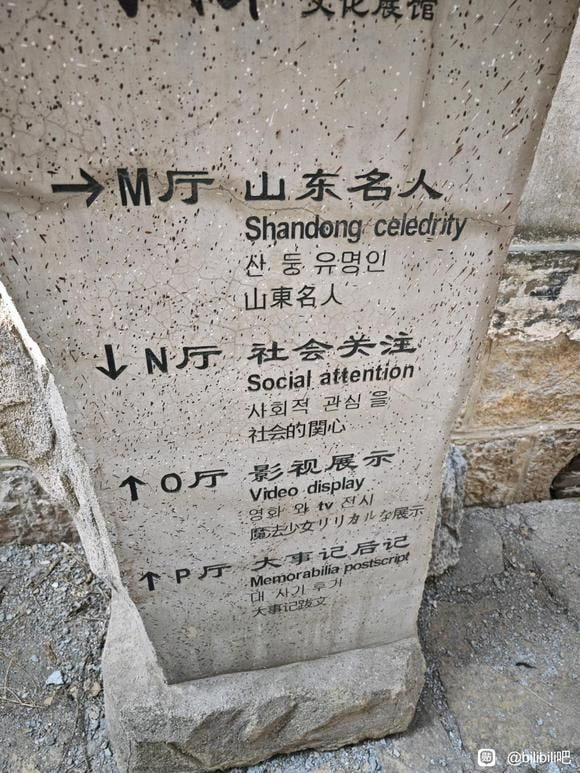 文化展馆
→ M厅 山东名人
Shandong celedrity
산 둥 유명인
山東名人
↓ N厅 社会关注
Social attention
사회적 관심 을
社会的関心
↑ O厅 影视展示
Video display
영화 와 tv 전시
魔法少女リリカルな展示
↑ P厅 大事记后记
Memorabilia postscript
대 사기 후기
大事记跋文
贴 @bilibili吧